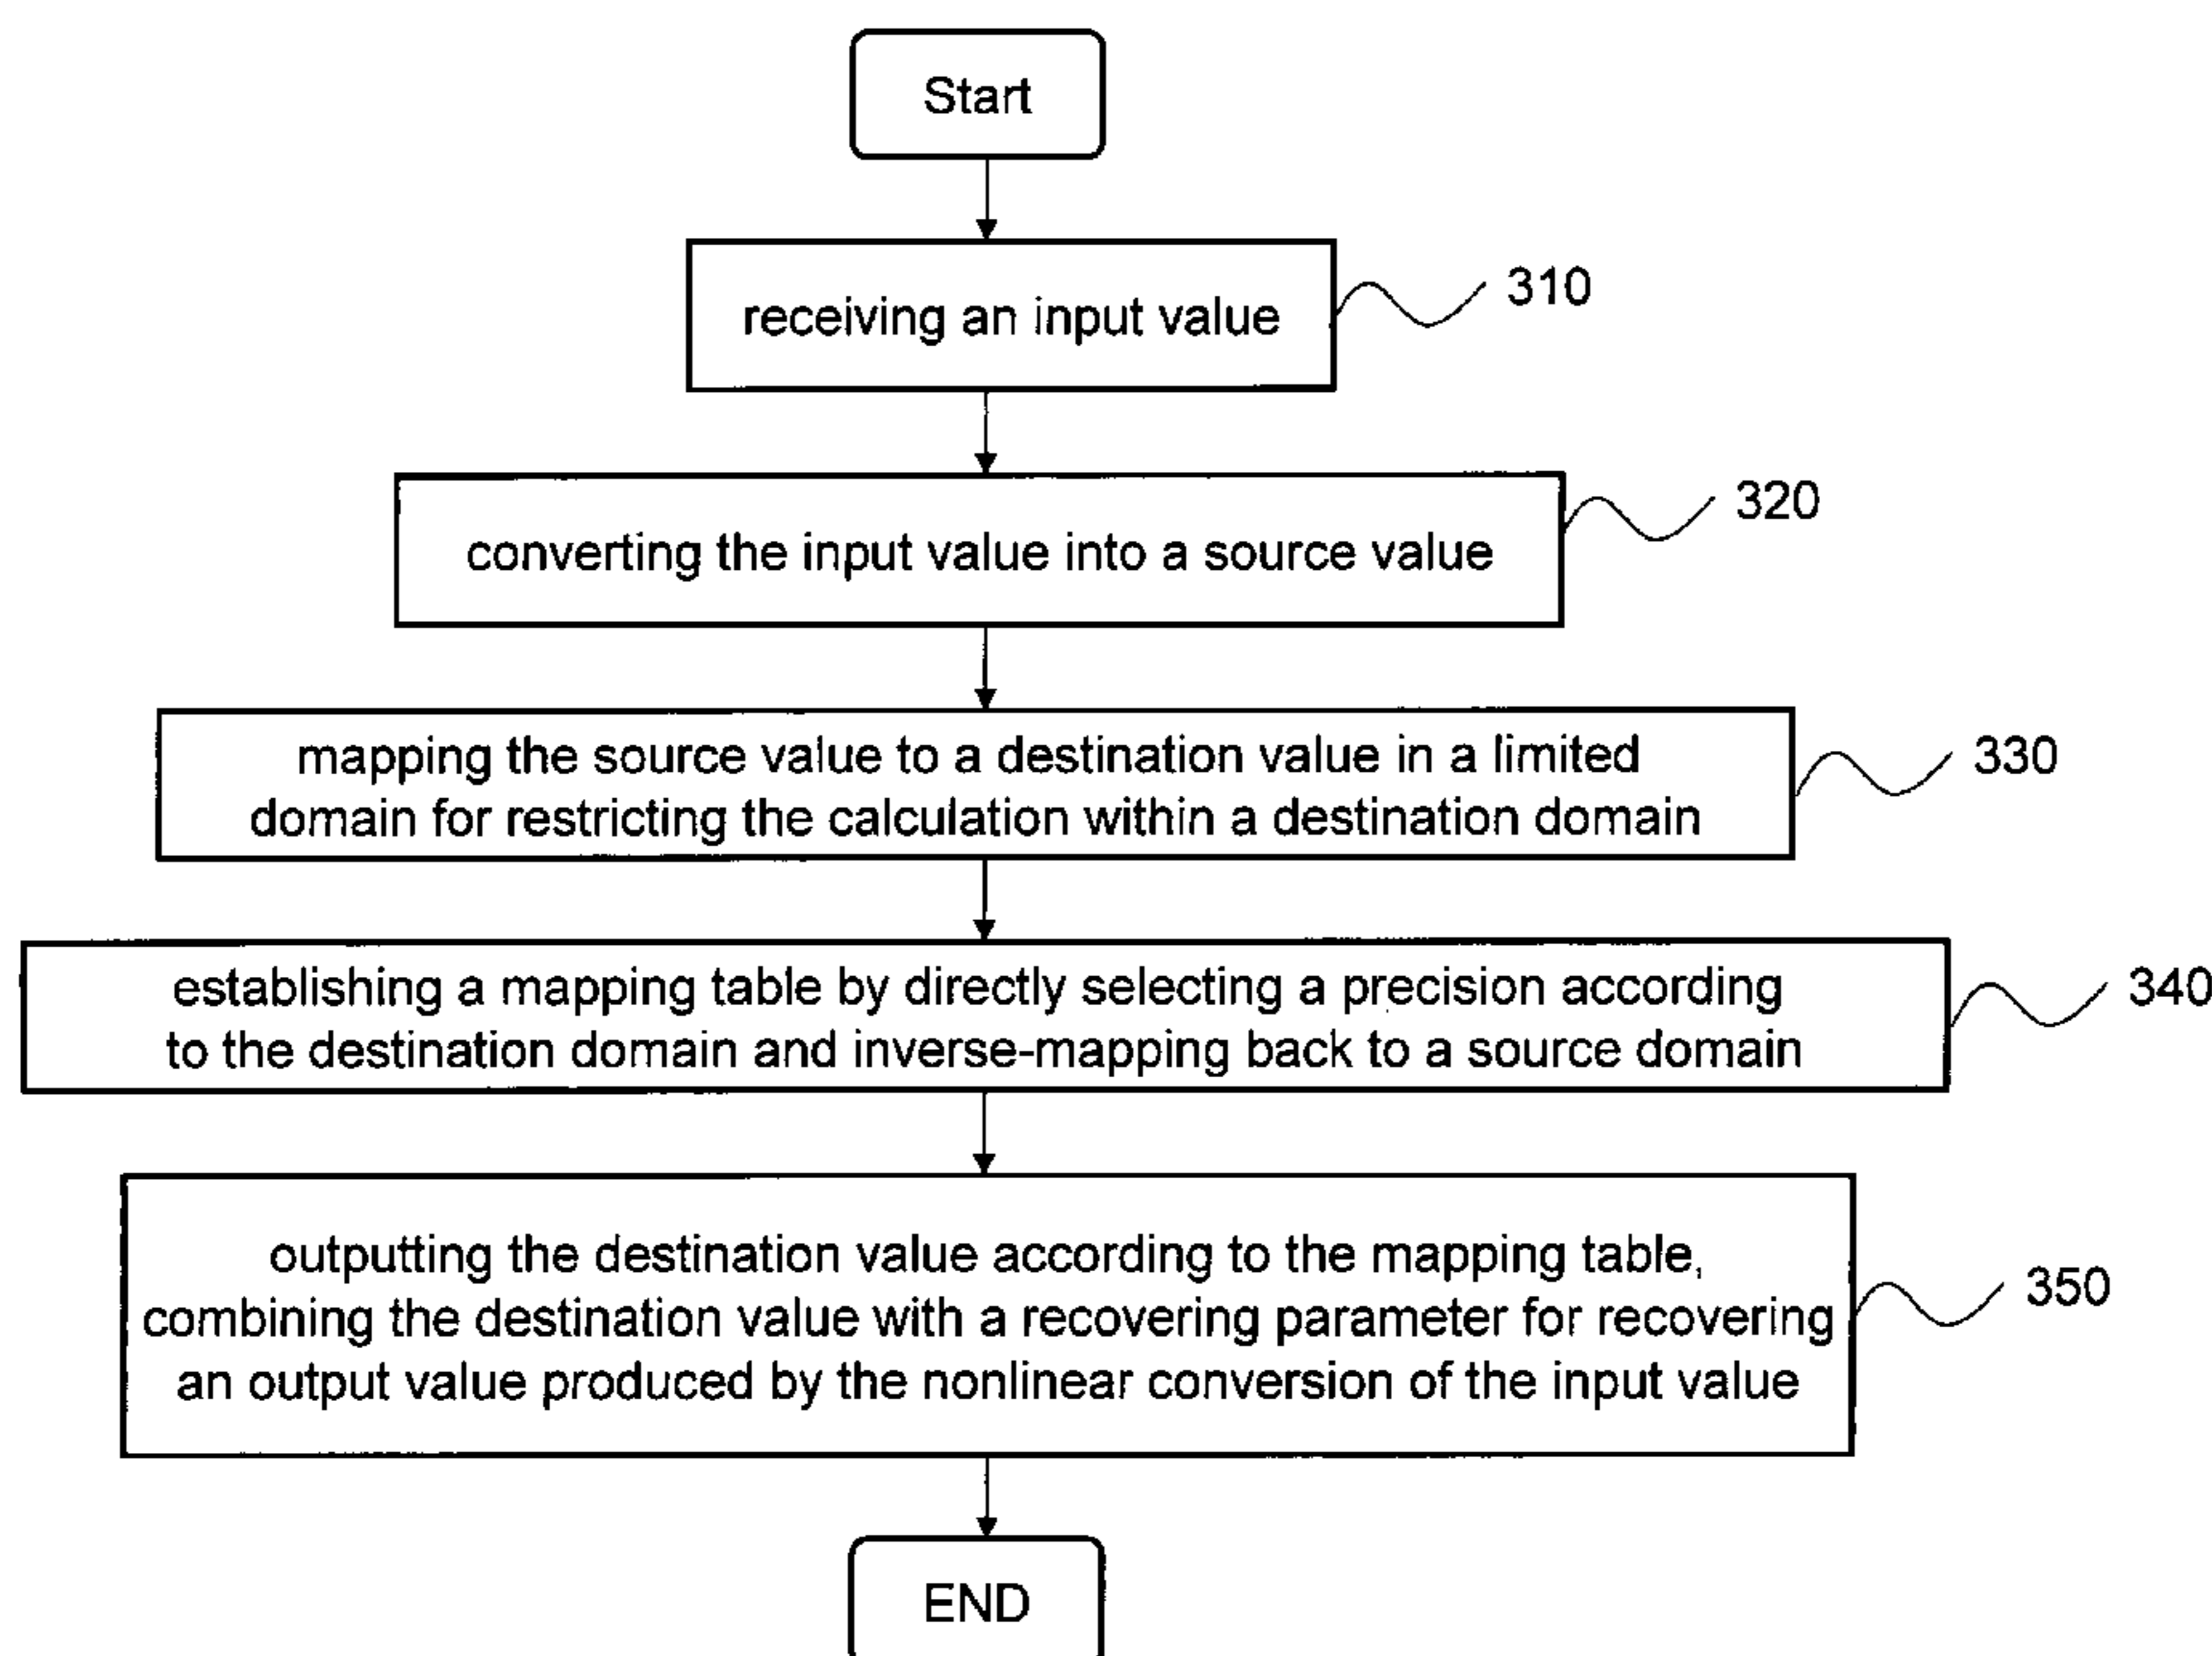 Start
receiving an input value
310
converting the input value into a source value
320
mapping the source value to a destination value in a limited
domain for restricting the calculation within a destination domain
330
establishing a mapping table by directly selecting a precision according
to the destination domain and inverse-mapping back to a source domain
340
outputting the destination value according to the mapping table,
combining the destination value with a recovering parameter for recovering
an output value produced by the nonlinear conversion of the input value
350
END